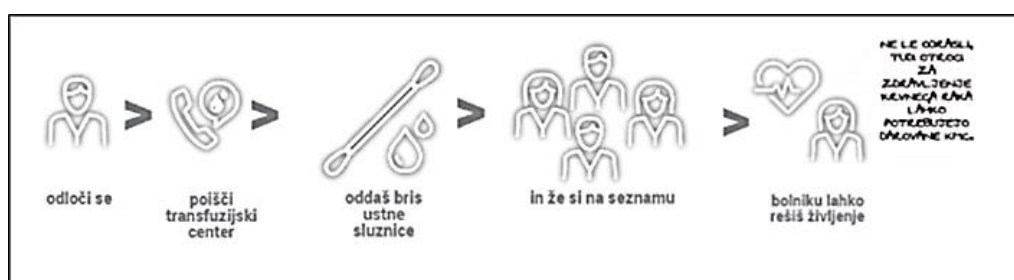 odloči se
poišči
transfuzijski
center
oddaš bris
ustne
sluznice
in že si na seznamu
bolniku lahko
rešiš življenje
NE LE ODRASLI,
TUDI OTROCI
ZA
ZDRAVLJENJE
KRVNEGA RAKA
LAHKO
POTREBUJEJO
DAROVANE KMC.